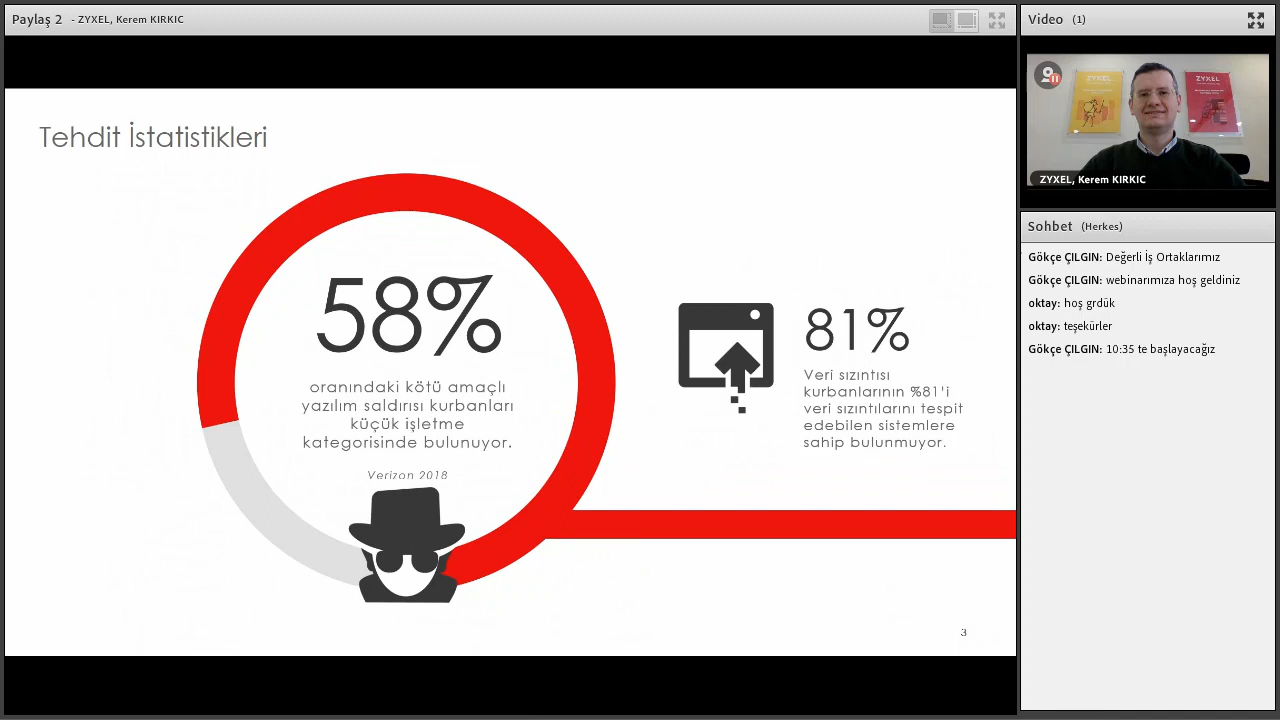 Paylaş 2 - ZYXEL, Kerem KIRKIC
Tehdit İstatistikleri
58%
oranındaki kötü amaçlı
yazılım saldırısı kurbanları
küçük işletme
kategorisinde bulunuyor.
Verizon 2018
81%
Veri sızıntısı
kurbanlarının %81'i
veri sızıntılarını tespit
edebilen sistemlere
sahip bulunmuyor.
3
Video (1)
ZYXEL
ZYXEL
ZYXEL, Kerem KIRKIC
Sohbet (Herkes)
Gökçe ÇILGIN: Değerli İş Ortaklarımız
Gökçe ÇILGIN: webinarımıza hoş geldiniz
oktay: hoş grdük
oktay: teşekürler
Gökçe ÇILGIN: 10:35 te başlayacağız